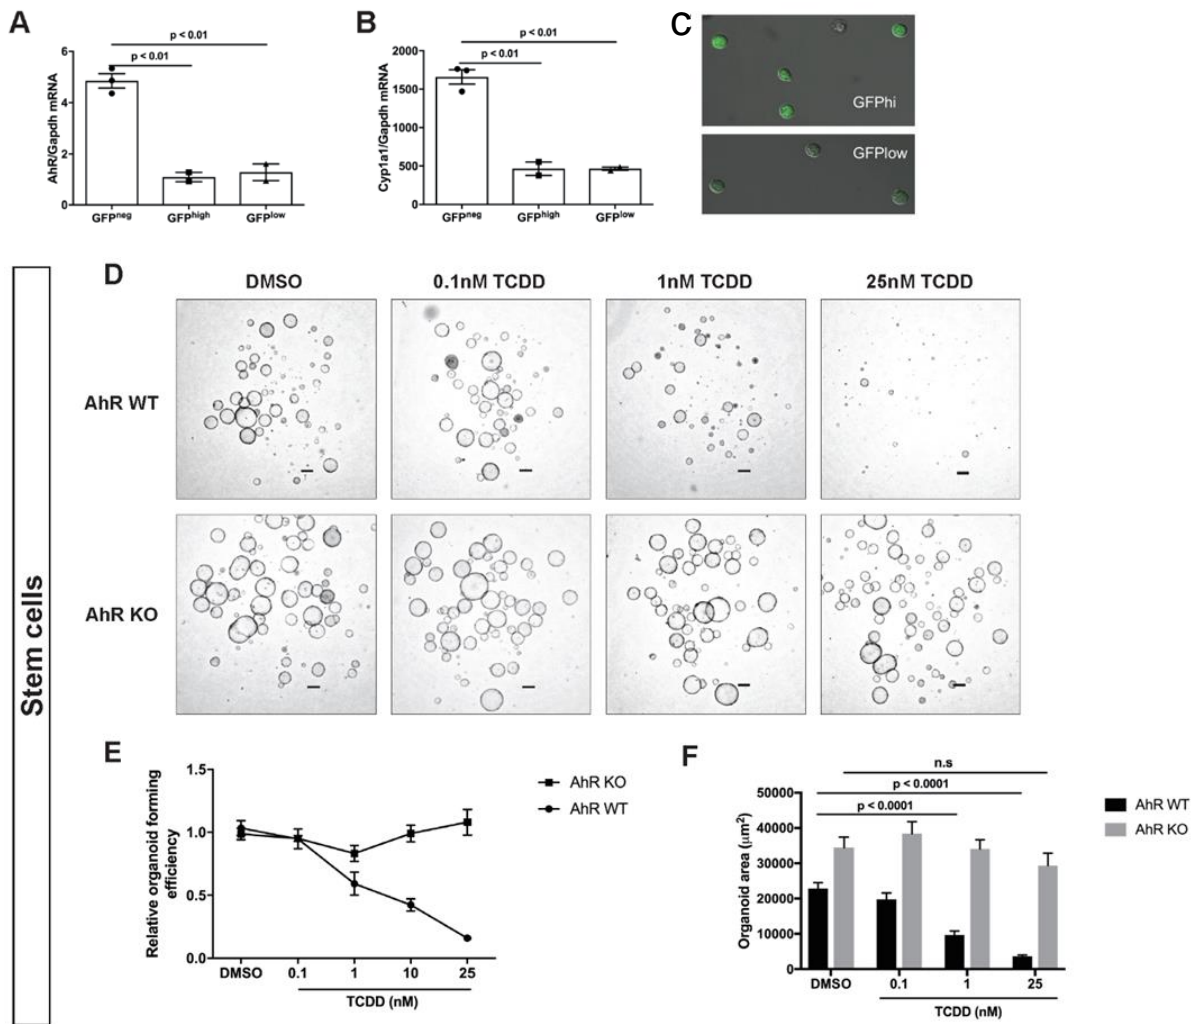 A
p < 0.01
p < 0.01
AhR/Gapdh mRNA
6
4
2
0
GFPneg
GFPhigh
GFPlow
B
p < 0.01
p < 0.01
Cyp1a1/Gapdh mRNA
2000
1500
1000
500
0
GFPneg
GFPhigh
GFPlow
C
GFPhi
GFPlow
Stem cells
D
DMSO
0.1nM TCDD
1nM TCDD
25nM TCDD
AhR WT
AhR KO
E
Relative organoid forming
efficiency
1.5
1.0
0.5
0.0
DMSO
0.1
1
10
25
TCDD (nM)
AhR KO
AhR WT
F
n.s
p < 0.0001
p < 0.0001
Organoid area (µm²)
50000
40000
30000
20000
10000
0
DMSO
0.1
1
25
TCDD (nM)
AhR WT
AhR KO